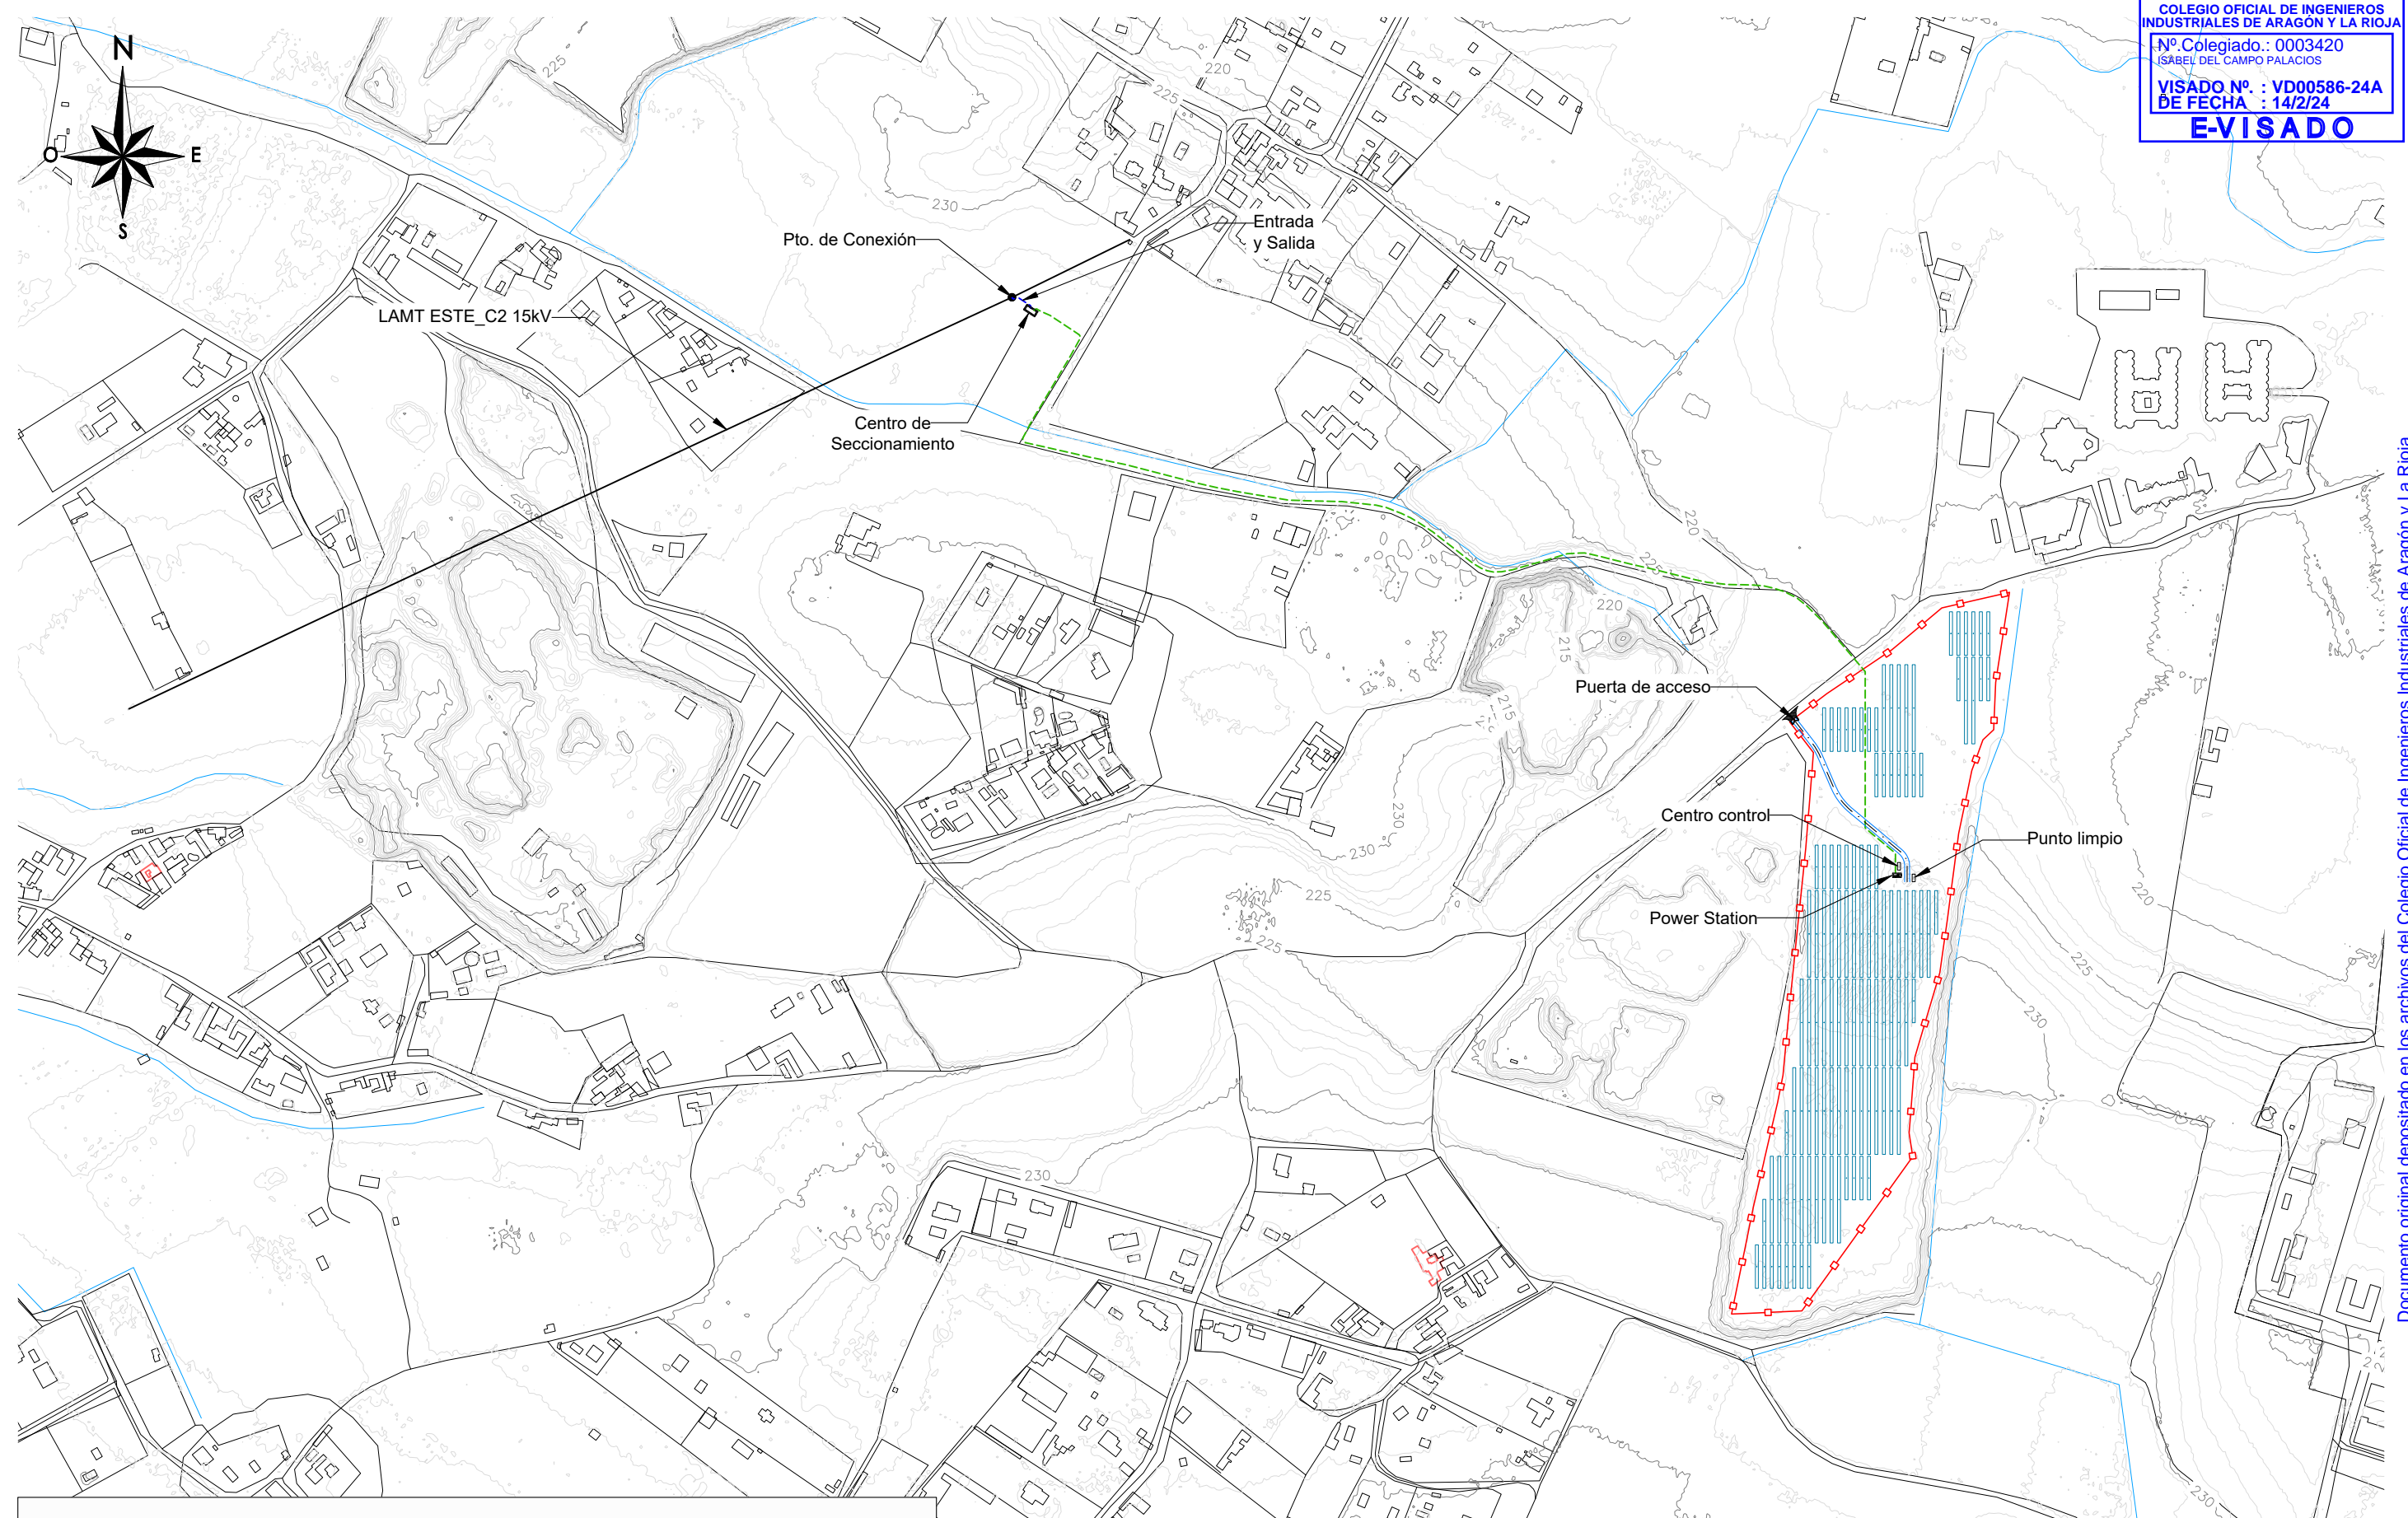 COLEGIO OFICIAL DE INGENIEROS
INDUSTRIALES DE ARAGÓN Y LA RIOJA
Nº.Colegiado.: 0003420
ISABEL DEL CAMPO PALACIOS
VISADO Nº. : VD00586-24A
DE FECHA : 14/2/24
E-VISADO
N
O
E
S
225
220
225
230
Entrada
y Salida
Pto. de Conexión
LAMT ESTE_C2 15kV
Centro de
Seccionamiento
220
225
220
215
215
Puerta de acceso
230
230
Centro control
Punto limpio
220
225
225
Power Station
225
230
230
230
230
Documento original depositado en los archivos del Colegio Oficial de Ingenieros Industriales de Aragón y La Rioja